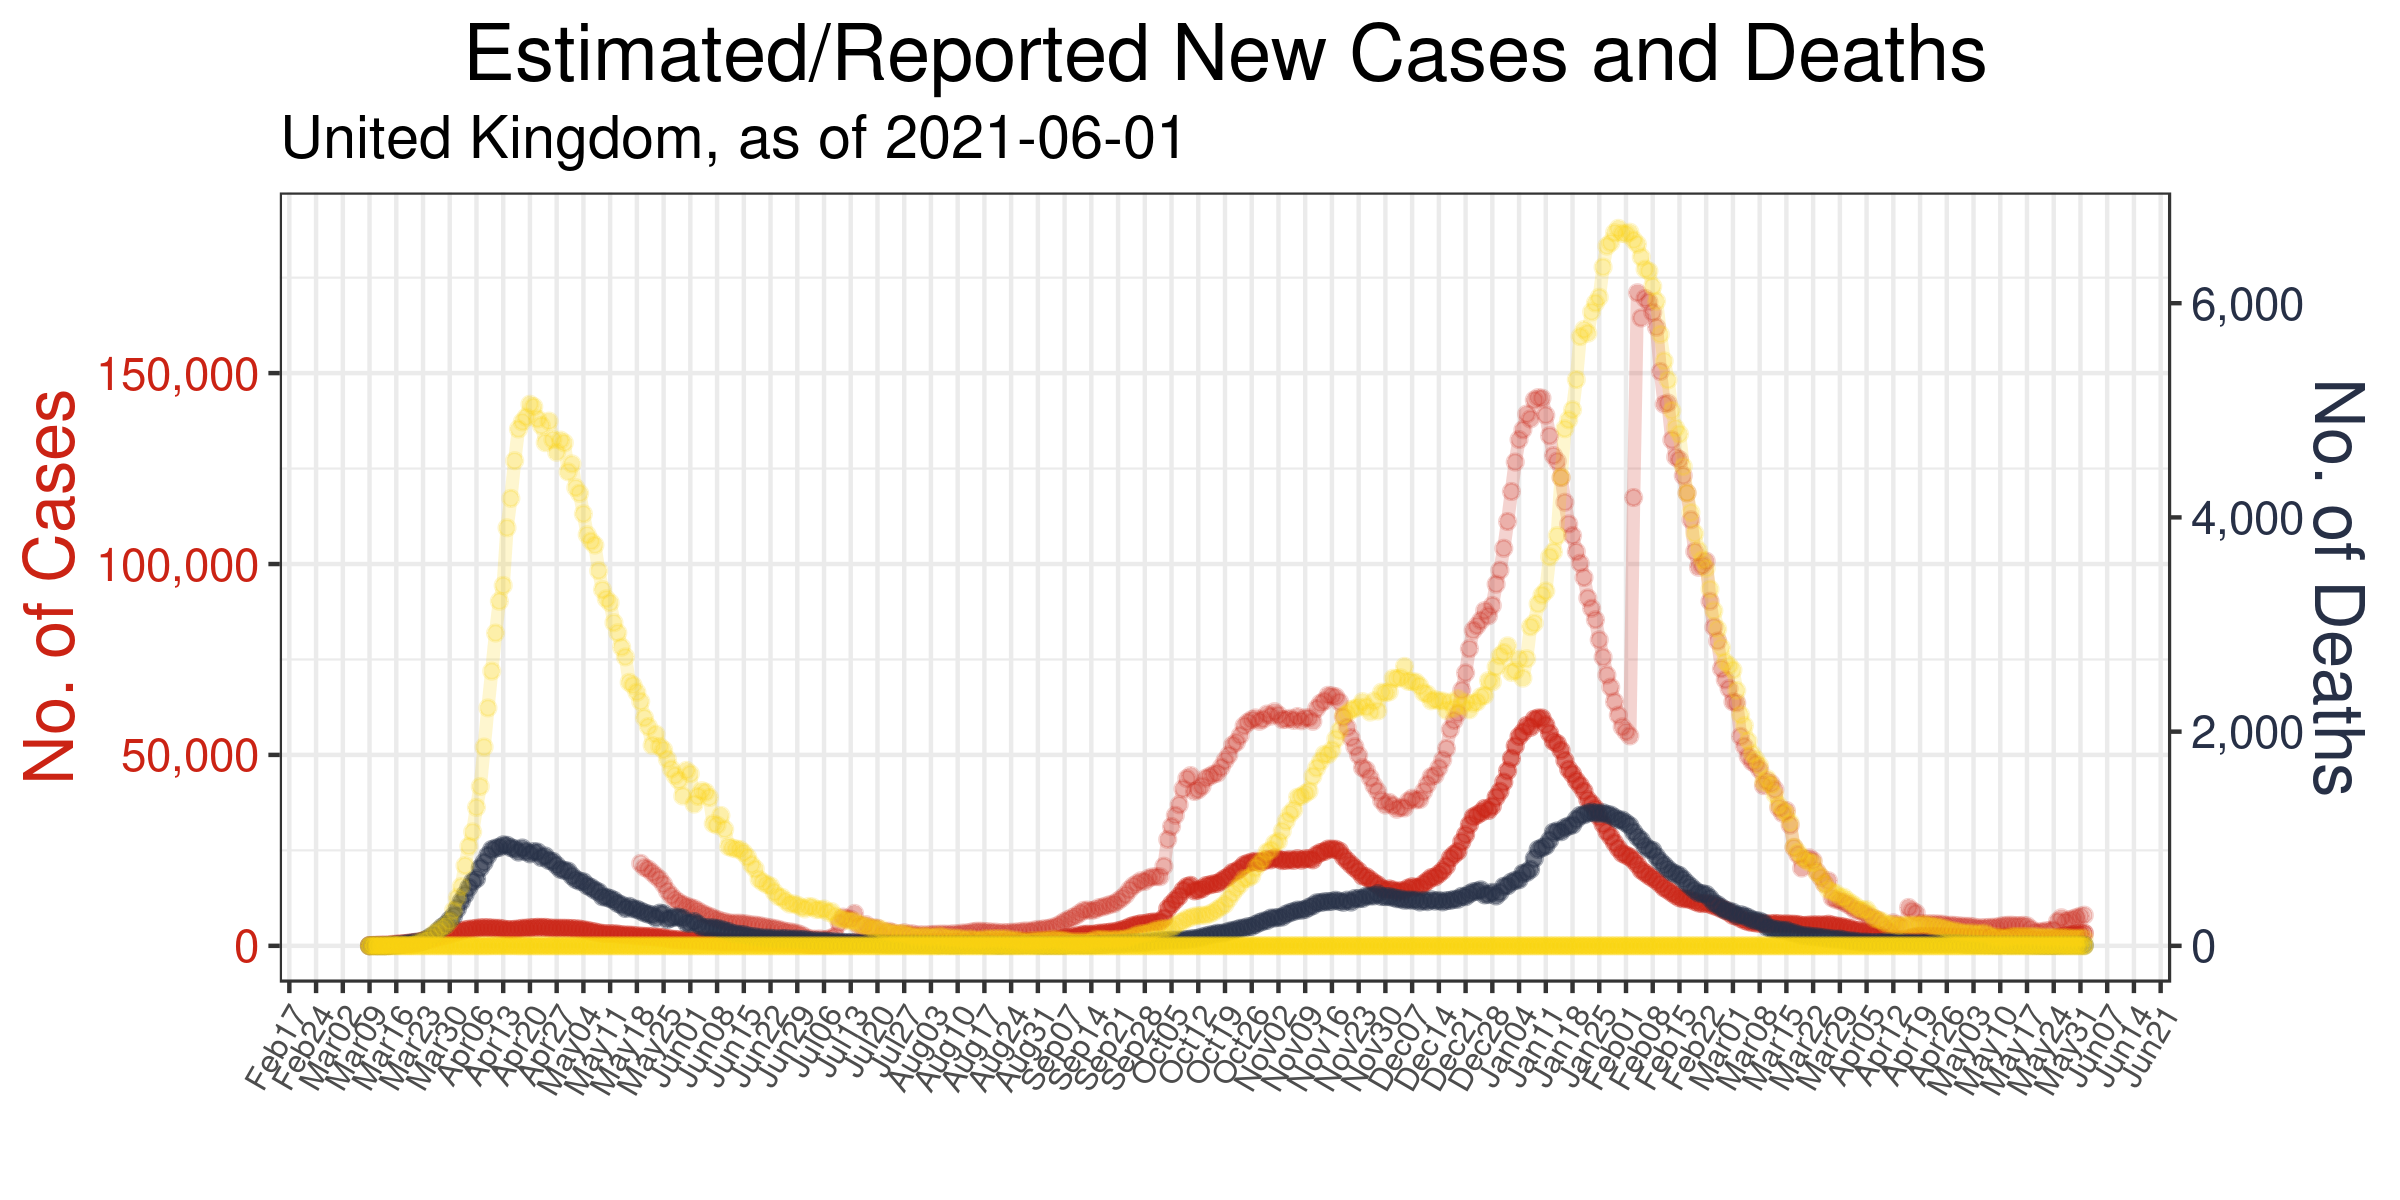 Estimated/Reported New Cases and Deaths
United Kingdom, as of 2021-06-01
No. of Cases
150,000
100,000
50,000
0
6,000
4,000
2,000
0
No. of Deaths
Feb17
Feb24
Mar02
Mar09
Mar16
Mar23
Mar30
Apr06
Apr13
Apr20
Apr27
May04
May11
May18
May25
Jun01
Jun08
Jun15
Jun22
Jun29
Jul06
Jul13
Jul20
Jul27
Aug03
Aug10
Aug17
Aug24
Aug31
Sep07
Sep14
Sep21
Sep28
Oct05
Oct12
Oct19
Oct26
Nov02
Nov09
Nov16
Nov23
Nov30
Dec07
Dec14
Dec21
Dec28
Jan04
Jan11
Jan18
Jan25
Feb01
Feb08
Feb15
Feb22
Mar01
Mar08
Mar15
Mar22
Mar29
Apr05
Apr12
Apr19
Apr26
May03
May10
May17
May24
May31
Jun07
Jun14
Jun21